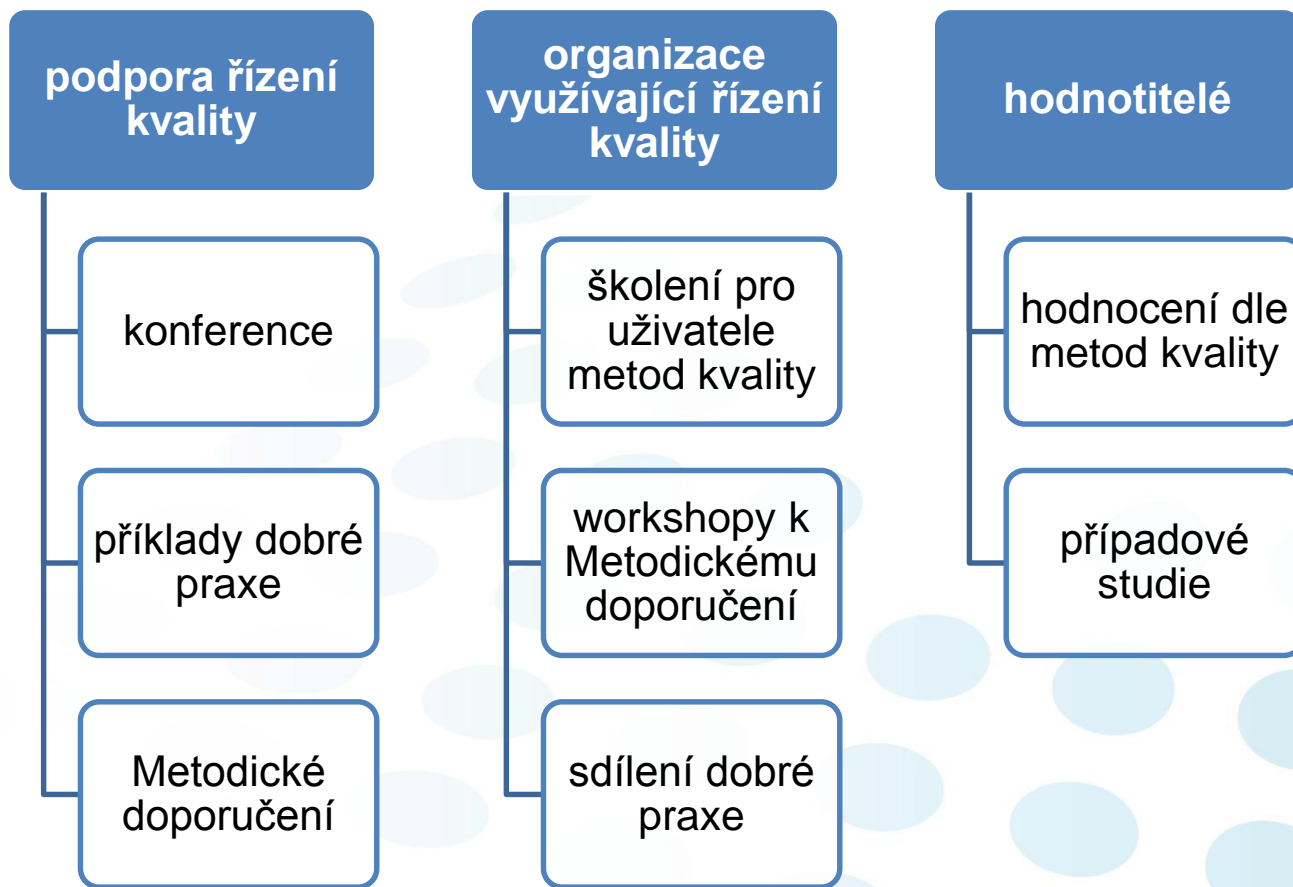 podpora řízení
kvality
konference
příklady dobré
praxe
Metodické
doporučení
organizace
využívající řízení
kvality
školení pro
uživatele
metod kvality
workshopy k
Metodickému
doporučení
sdílení dobré
praxe
hodnotitelé
hodnocení dle
metod kvality
případové
studie